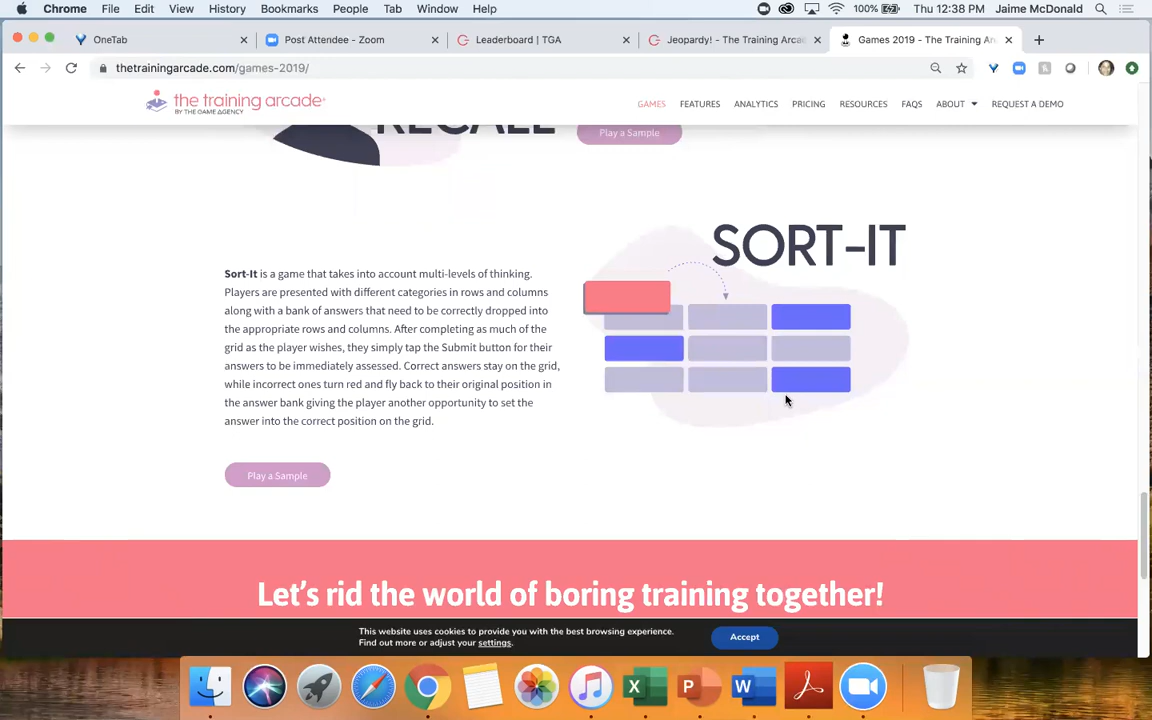 Chrome File Edit View History Bookmarks People Tab Window Help 100% Thu 12:38 PM Jaime McDonald
OneTab Post Attendee - Zoom Leaderboard | TGA Jeopardy! - The Training Arca Games 2019 - The Training An
thetrainingarcade.com/games-2019/
the training arcade
BY THE GAME AGENCY
GAMES FEATURES ANALYTICS PRICING RESOURCES FAQS ABOUT REQUEST A DEMO
RECALL
Play a Sample
SORT-IT
Sort-It is a game that takes into account multi-levels of thinking.
Players are presented with different categories in rows and columns
along with a bank of answers that need to be correctly dropped into
the appropriate rows and columns. After completing as much of the
grid as the player wishes, they simply tap the Submit button for their
answers to be immediately assessed. Correct answers stay on the grid,
while incorrect ones turn red and fly back to their original position in
the answer bank giving the player another opportunity to set the
answer into the correct position on the grid.
Play a Sample
Let's rid the world of boring training together!
This website uses cookies to provide you with the best browsing experience.
Find out more or adjust your settings.
Accept